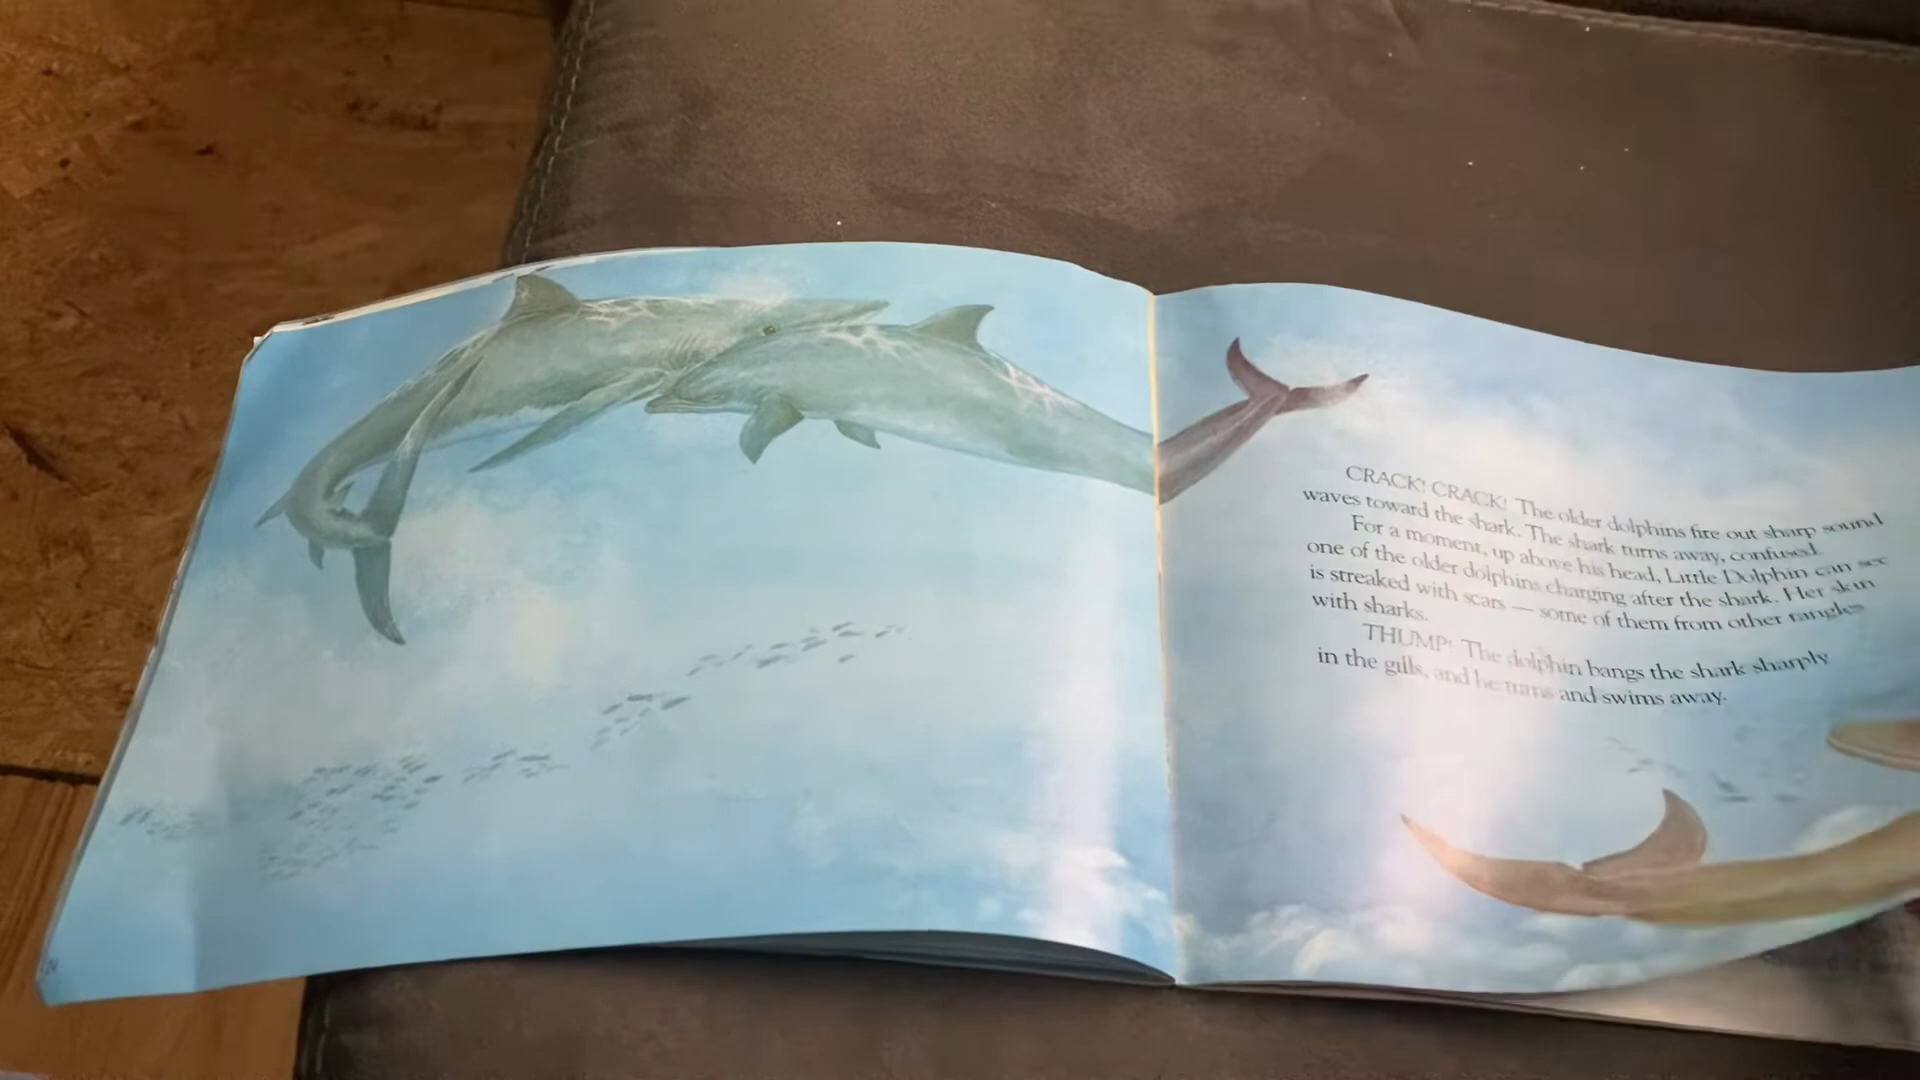 CRACK! CRACK! The older dolphins fire out sharp sound
waves toward the shark. The shark turns away, confused.
For a moment, up above his head, Little Dolphin can see
one of the older dolphins charging after the shark. Her skin
is streaked with scars — some of them from other tangles
with sharks.
THUMP! The dolphin bangs the shark sharply
in the gills, and he turns and swims away.
24